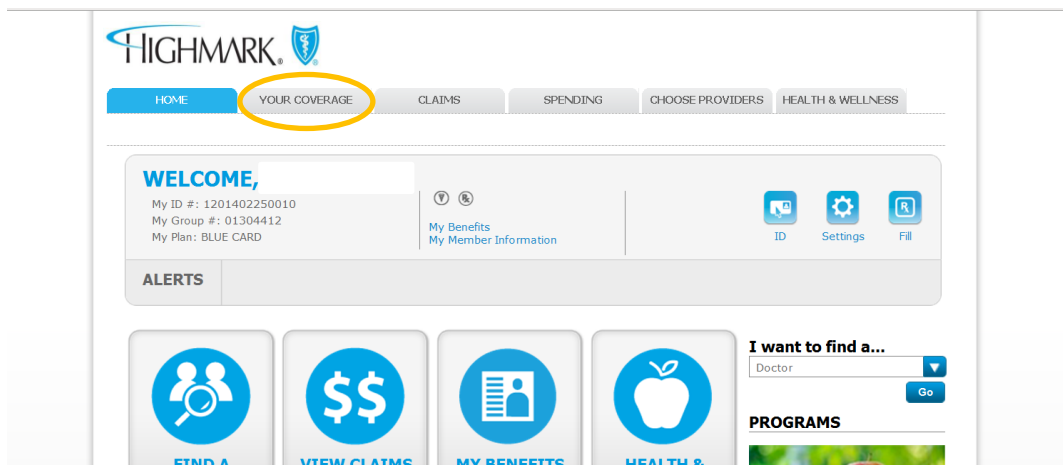 HIGHMARK®
HOME YOUR COVERAGE CLAIMS SPENDING CHOOSE PROVIDERS HEALTH & WELLNESS
WELCOME,
My ID #: 1201402250010
My Group #: 01304412
My Plan: BLUE CARD
My Benefits
My Member Information
ID Settings Fill
ALERTS
I want to find a...
Doctor
Go
PROGRAMS
$$
FIND A VIEW CLAIMS MY BENEFITS HEALTH &